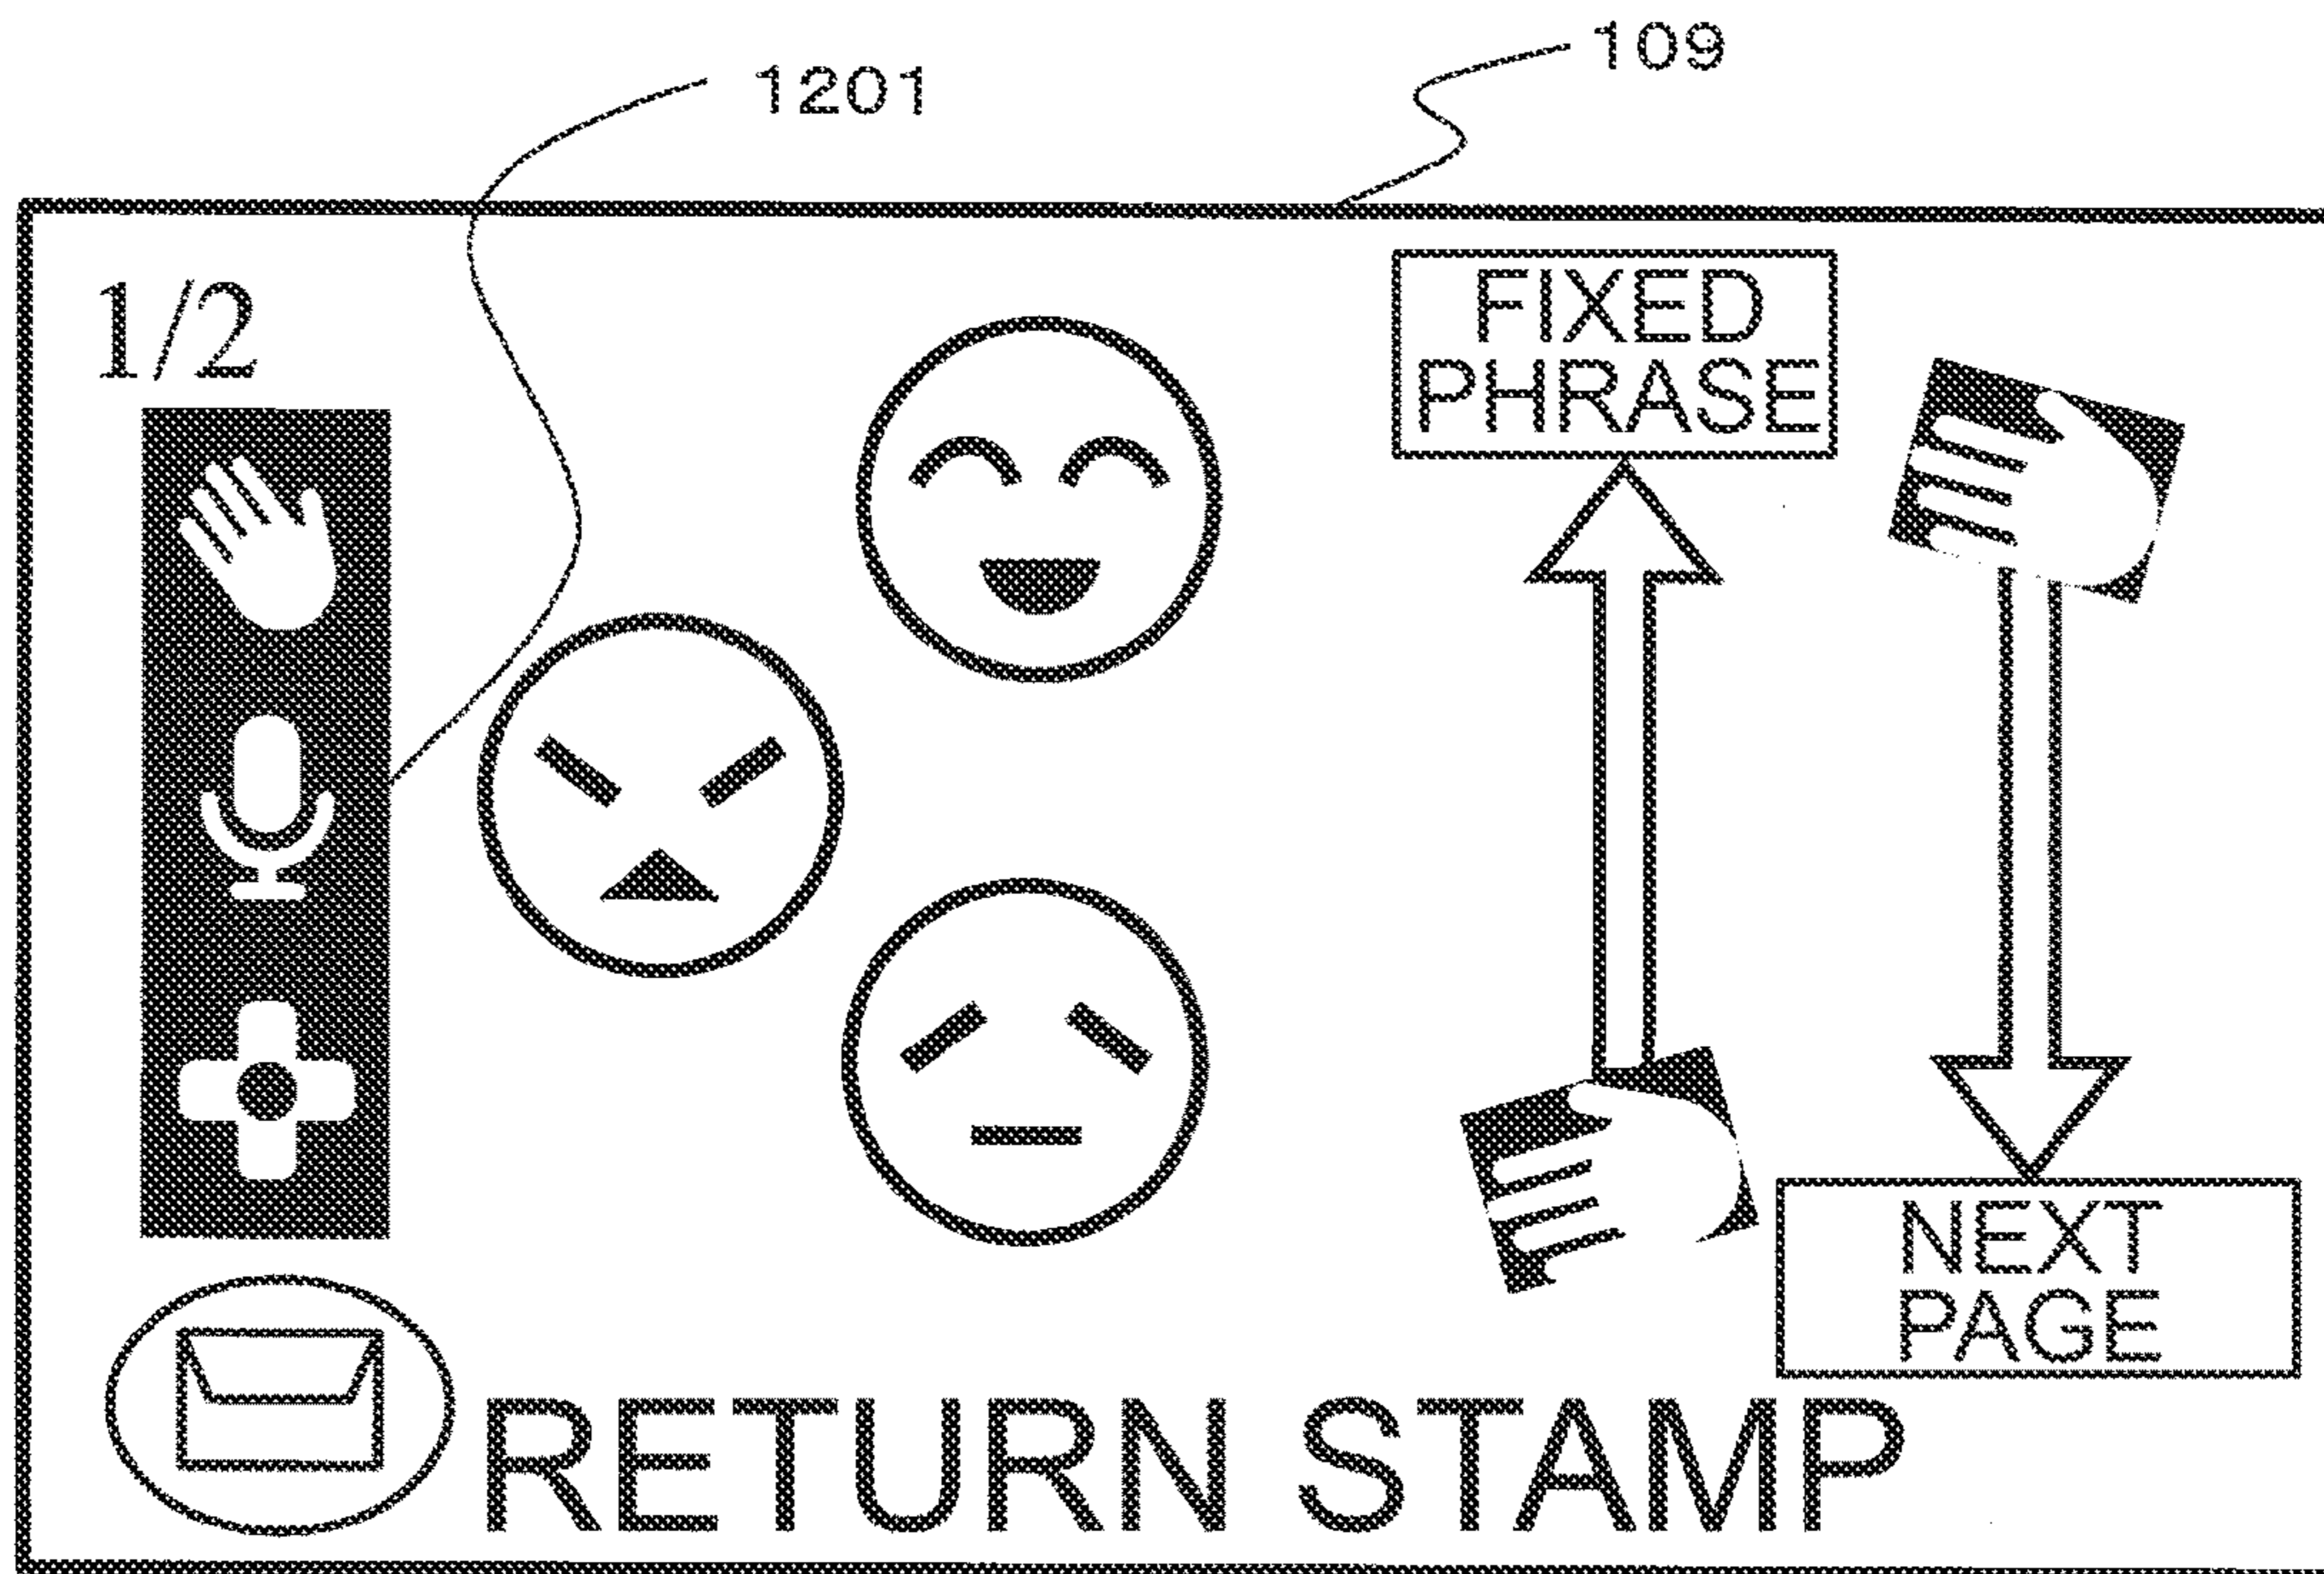 1201
109
1/2
FIXED
PHRASE
NEXT
PAGE
RETURN STAMP